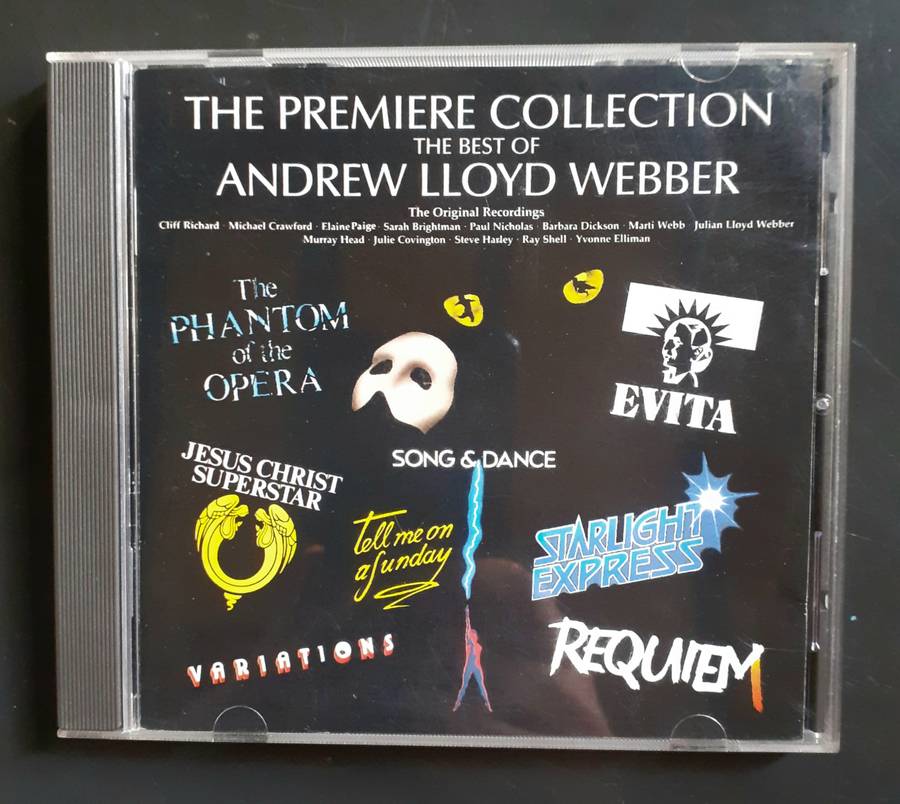 THE PREMIERE COLLECTION
THE BEST OF
ANDREW LLOYD WEBBER
The Original Recordings
Cliff Richard · Michael Crawford · Elaine Paige · Sarah Brightman · Paul Nicholas · Barbara Dickson · Marti Webb Julian Lloyd Webber
Murray Head · Julie Covington · Steve Harley · Ray Shell · Yvonne Elliman
The
PHANTOM
of the
OPERA
EVITA
SONG & DANCE
JESUS CHRIST
SUPERSTAR
Tell me on
a Sunday
STARLIGHT
EXPRESS
VARIATIONS
REQUIEM